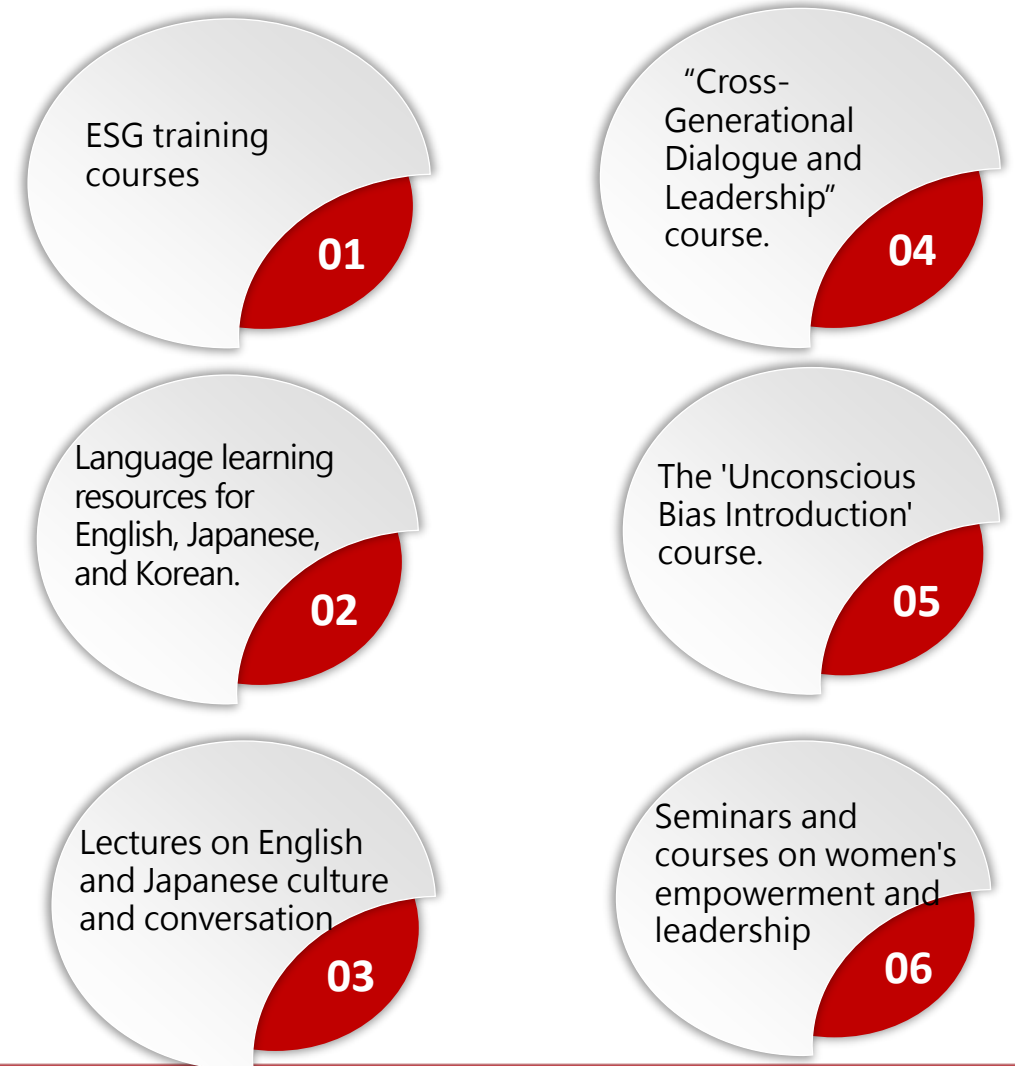 ESG training
courses
01
Language learning
resources for
English, Japanese,
and Korean.
02
Lectures on English
and Japanese culture
and conversation
03
“Cross-
Generational
Dialogue and
Leadership”
course.
04
The 'Unconscious
Bias Introduction'
course.
05
Seminars and
courses on women's
empowerment and
leadership
06